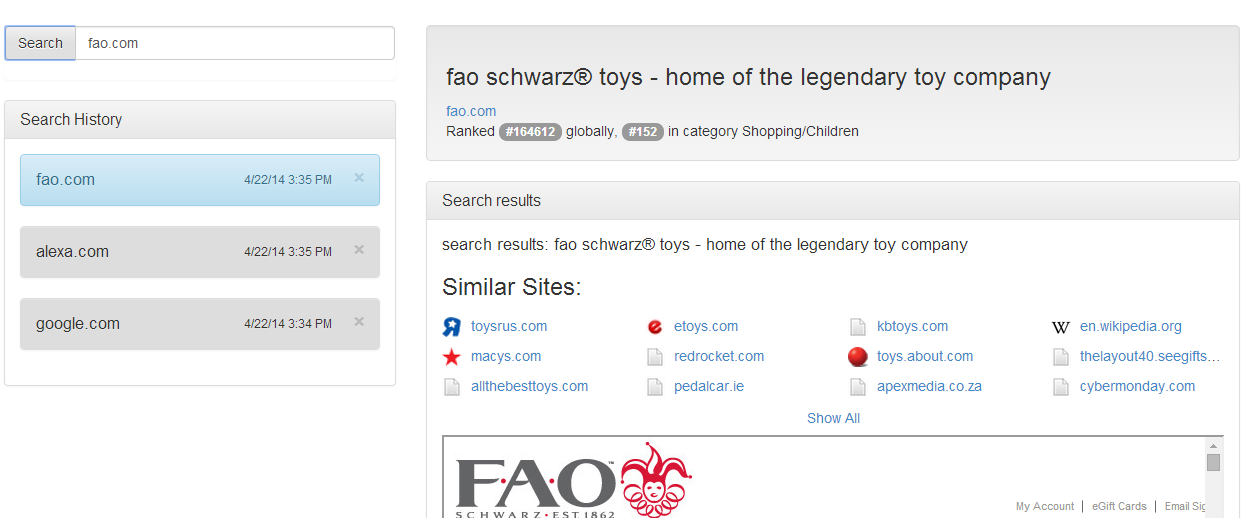 Search fao.com
Search History
fao.com 4/22/14 3:35 PM ×
alexa.com 4/22/14 3:35 PM ×
google.com 4/22/14 3:34 PM ×
fao schwarz® toys - home of the legendary toy company
fao.com
Ranked #164612 globally, #152 in category Shopping/Children
Search results
search results: fao schwarz® toys - home of the legendary toy company
Similar Sites:
toysrus.com etoys.com kbtoys.com W en.wikipedia.org
macys.com redrocket.com toys.about.com thelayout40.seegifts...
allthebesttoys.com pedalcar.ie apexmedia.co.za cybermonday.com
Show All
F·A·O™
SCHWARZ·EST 1862
My Account | eGift Cards | Email Sig